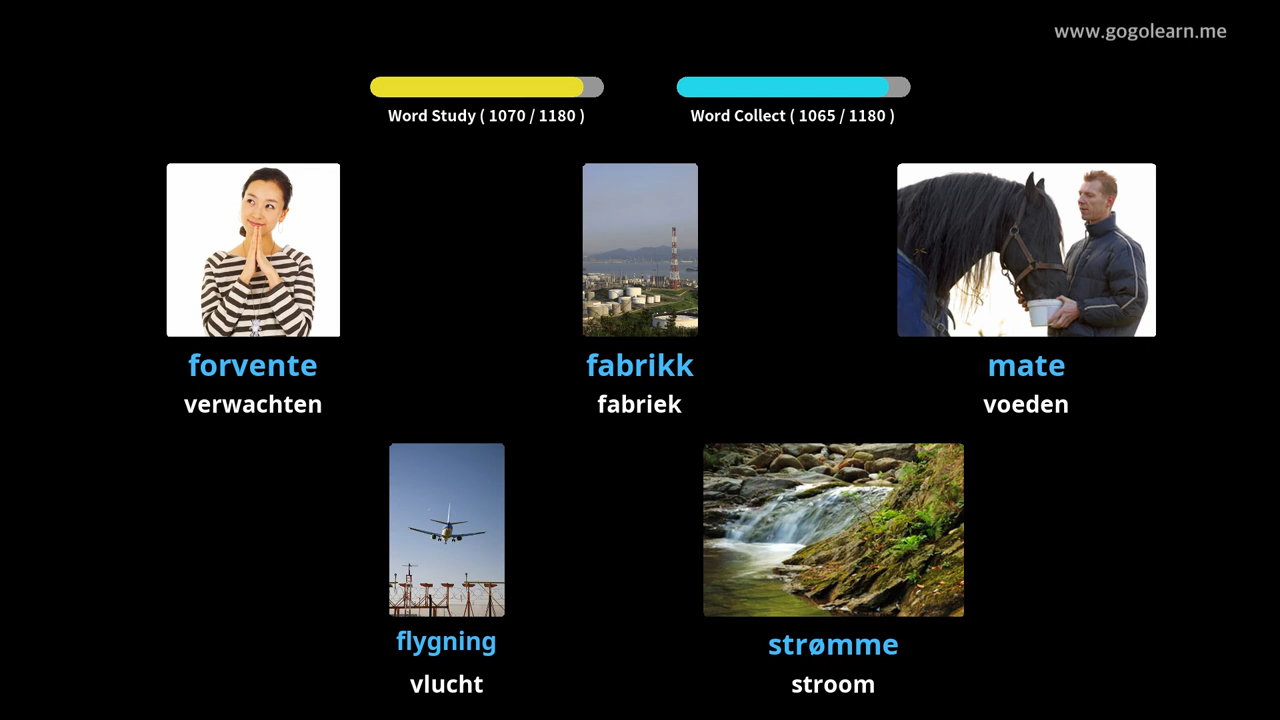 www.gogolearn.me
Word Study ( 1070 / 1180 )
Word Collect ( 1065 / 1180 )
forvente
verwachten
fabrikk
fabriek
mate
voeden
flygning
vlucht
strømme
stroom